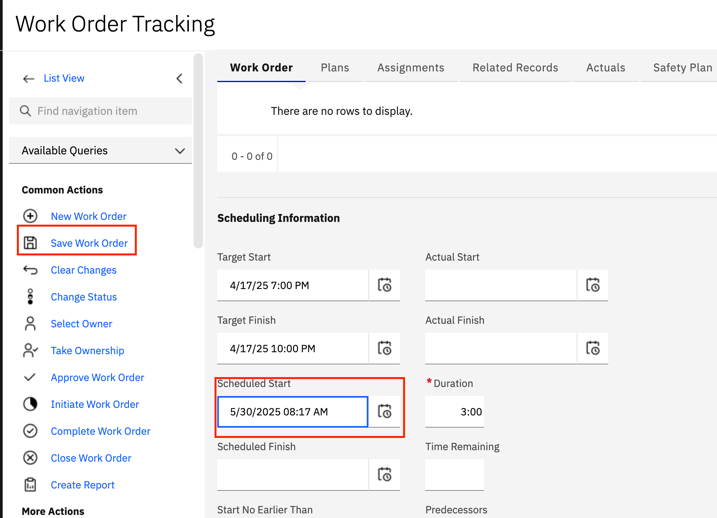 Work Order Tracking
List View
Find navigation item
Available Queries
Common Actions
New Work Order
Save Work Order
Clear Changes
Change Status
Select Owner
Take Ownership
Approve Work Order
Initiate Work Order
Complete Work Order
Close Work Order
Create Report
More Actions
Work Order Plans Assignments Related Records Actuals Safety Plan
There are no rows to display.
0 - 0 of 0
Scheduling Information
Target Start Actual Start
4/17/25 7:00 PM
Target Finish Actual Finish
4/17/25 10:00 PM
Scheduled Start *Duration
5/30/2025 08:17 AM 3:00
Scheduled Finish Time Remaining
Start No Earlier Than Predecessors